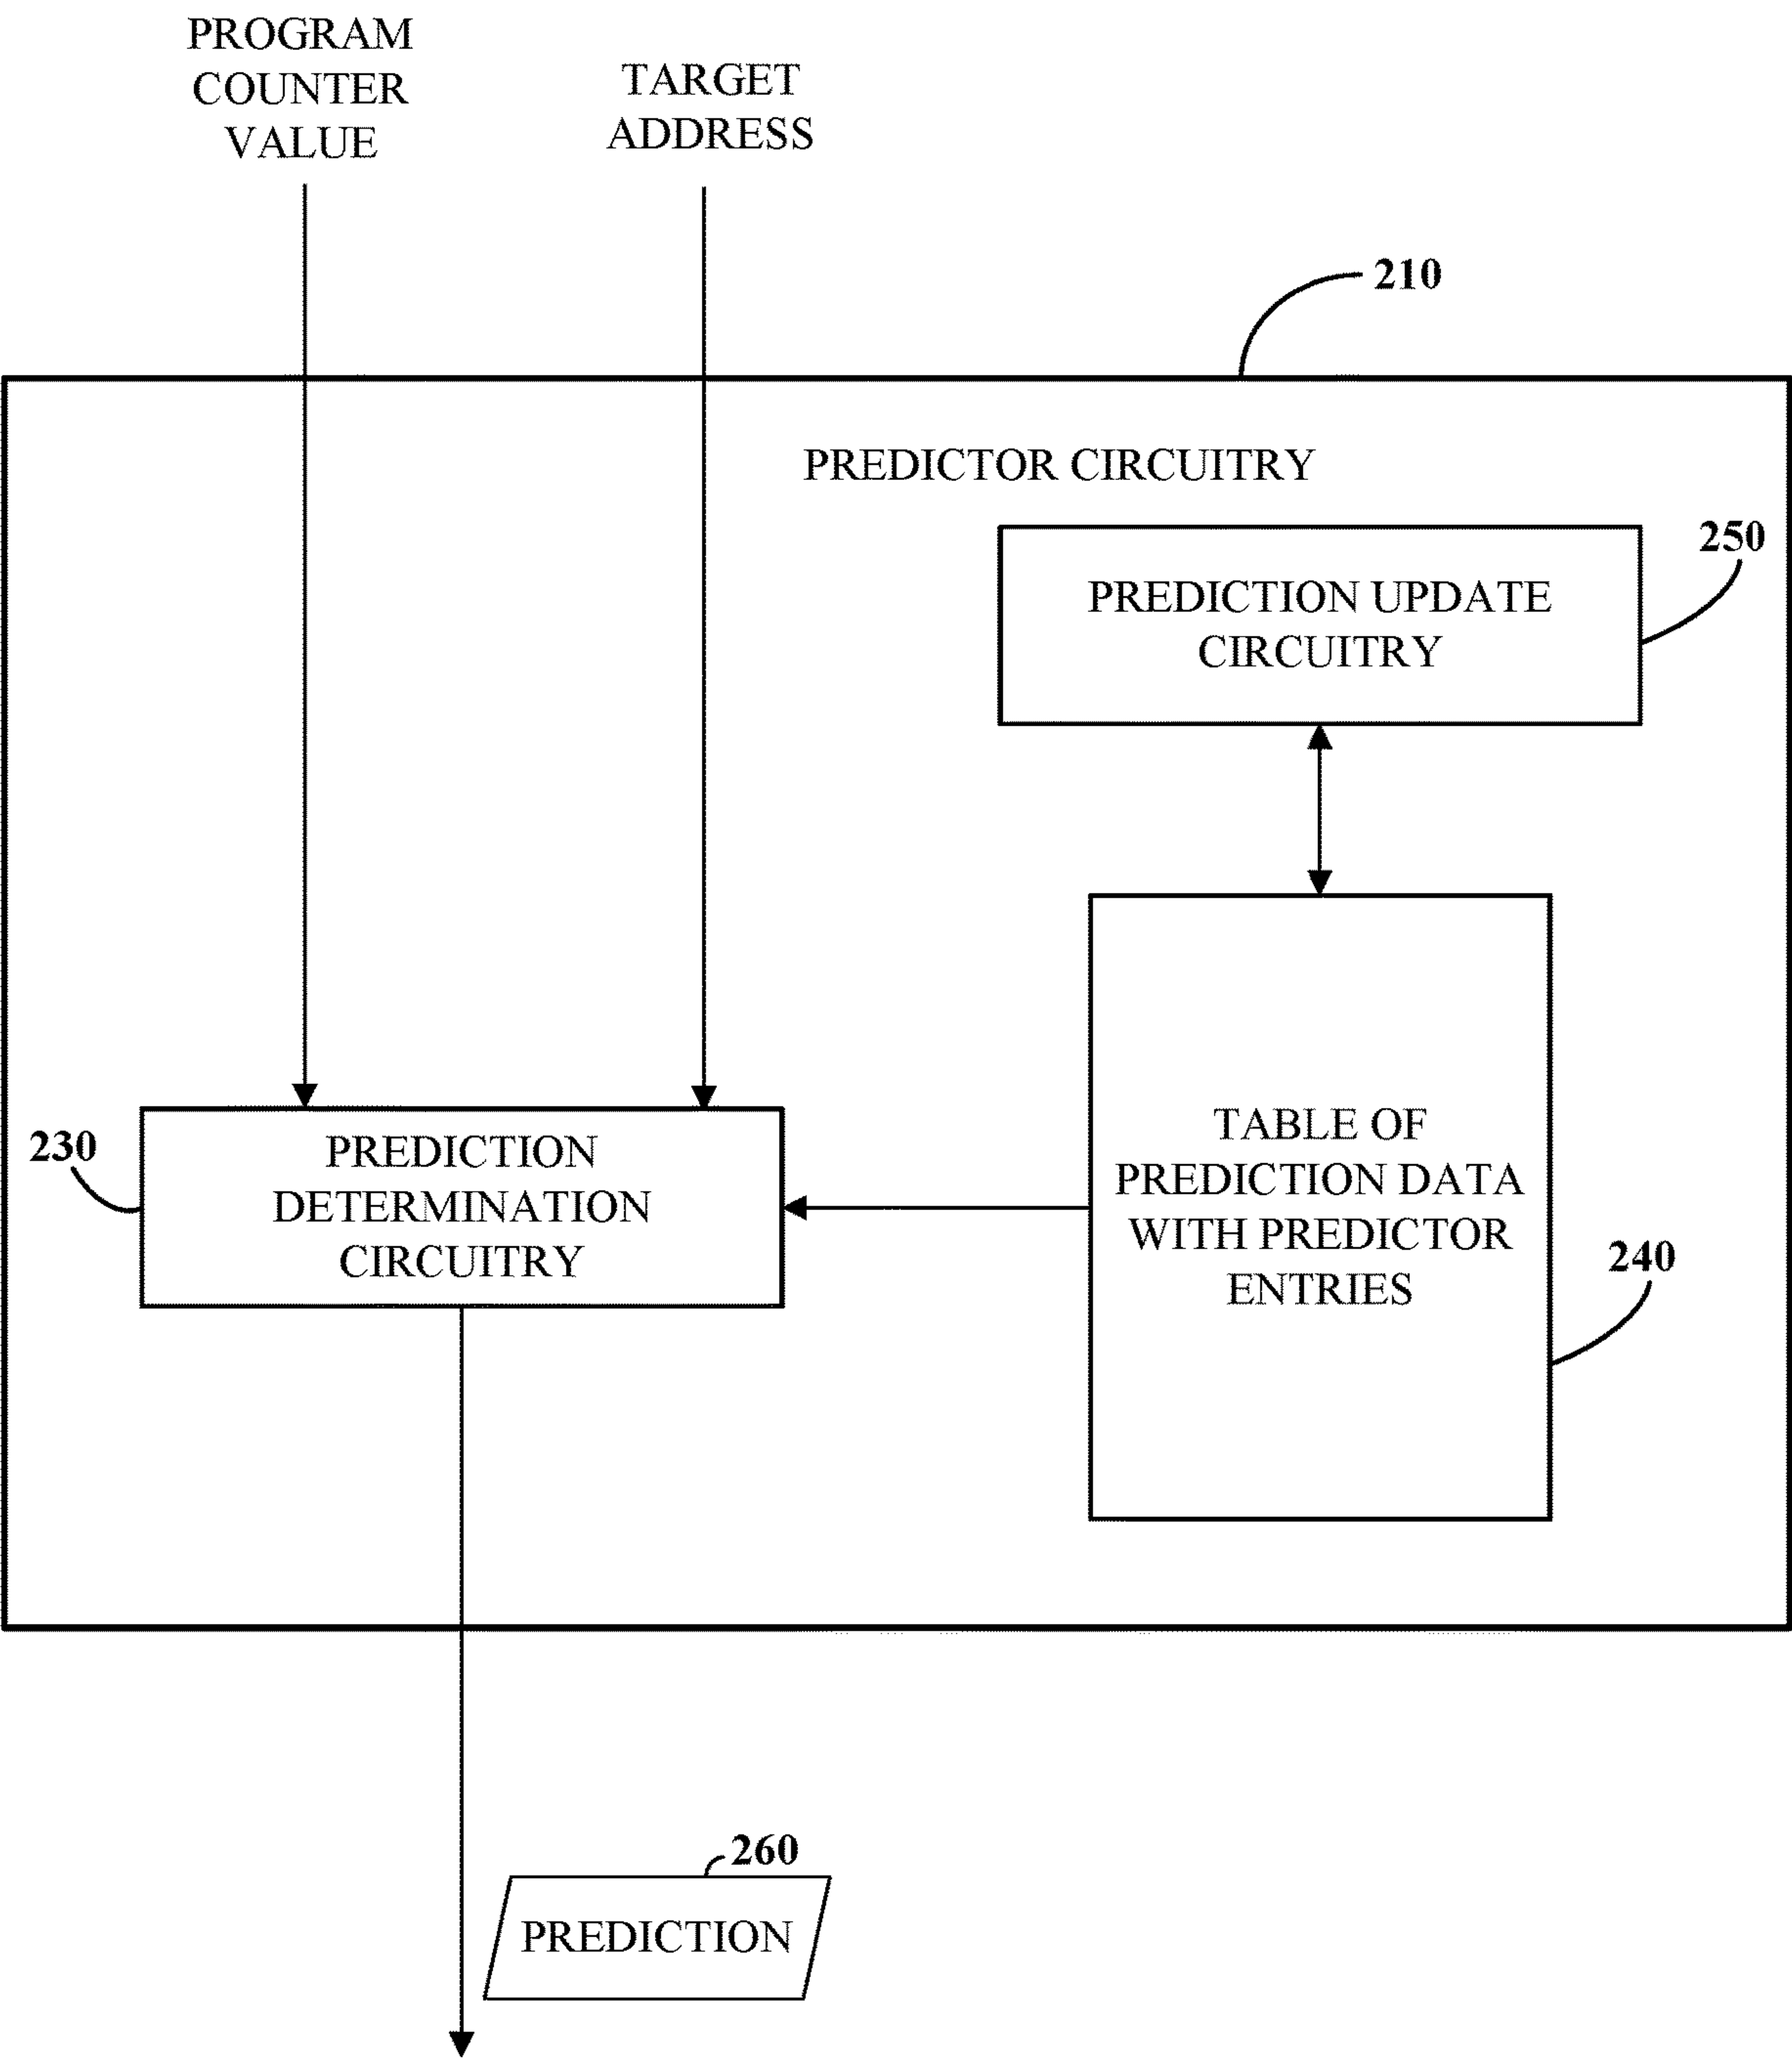 PROGRAM
COUNTER
VALUE
TARGET
ADDRESS
210
PREDICTOR CIRCUITRY
250
PREDICTION UPDATE
CIRCUITRY
230
PREDICTION
DETERMINATION
CIRCUITRY
TABLE OF
PREDICTION DATA
WITH PREDICTOR
ENTRIES
240
260
PREDICTION